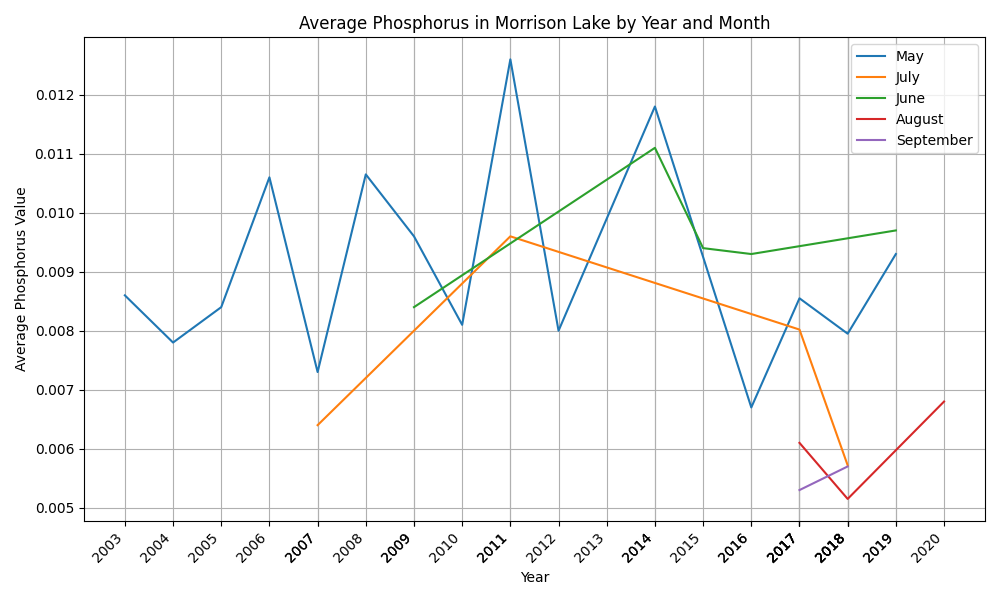 Average Phosphorus in Morrison Lake by Year and Month
May
July
June
August
September
Average Phosphorus Value
0.012
0.011
0.010
0.009
0.008
0.007
0.006
0.005
2003 2004 2005 2006 2007 2008 2009 2010 2011 2012 2013 2014 2015 2016 2017 2018 2019 2020
Year